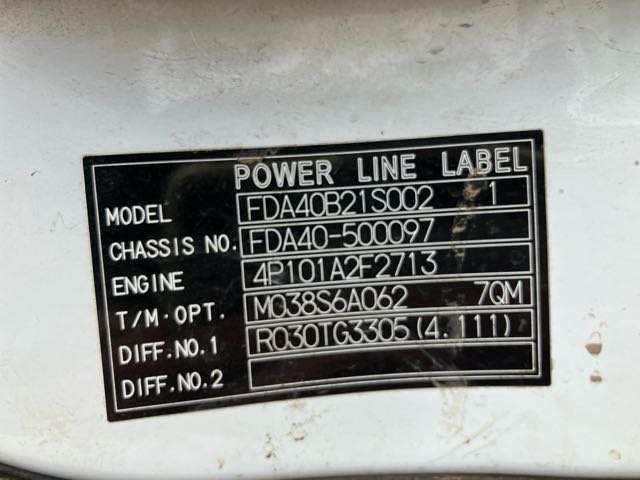 POWER LINE LABEL
MODEL FDA40B21S002 1
CHASSIS NO. FDA40-500097
ENGINE 4P101A2F2713
T/M·OPT. M038S6A062 7QM
DIFF.NO.1 R030TG3305(4.111)
DIFF.NO.2